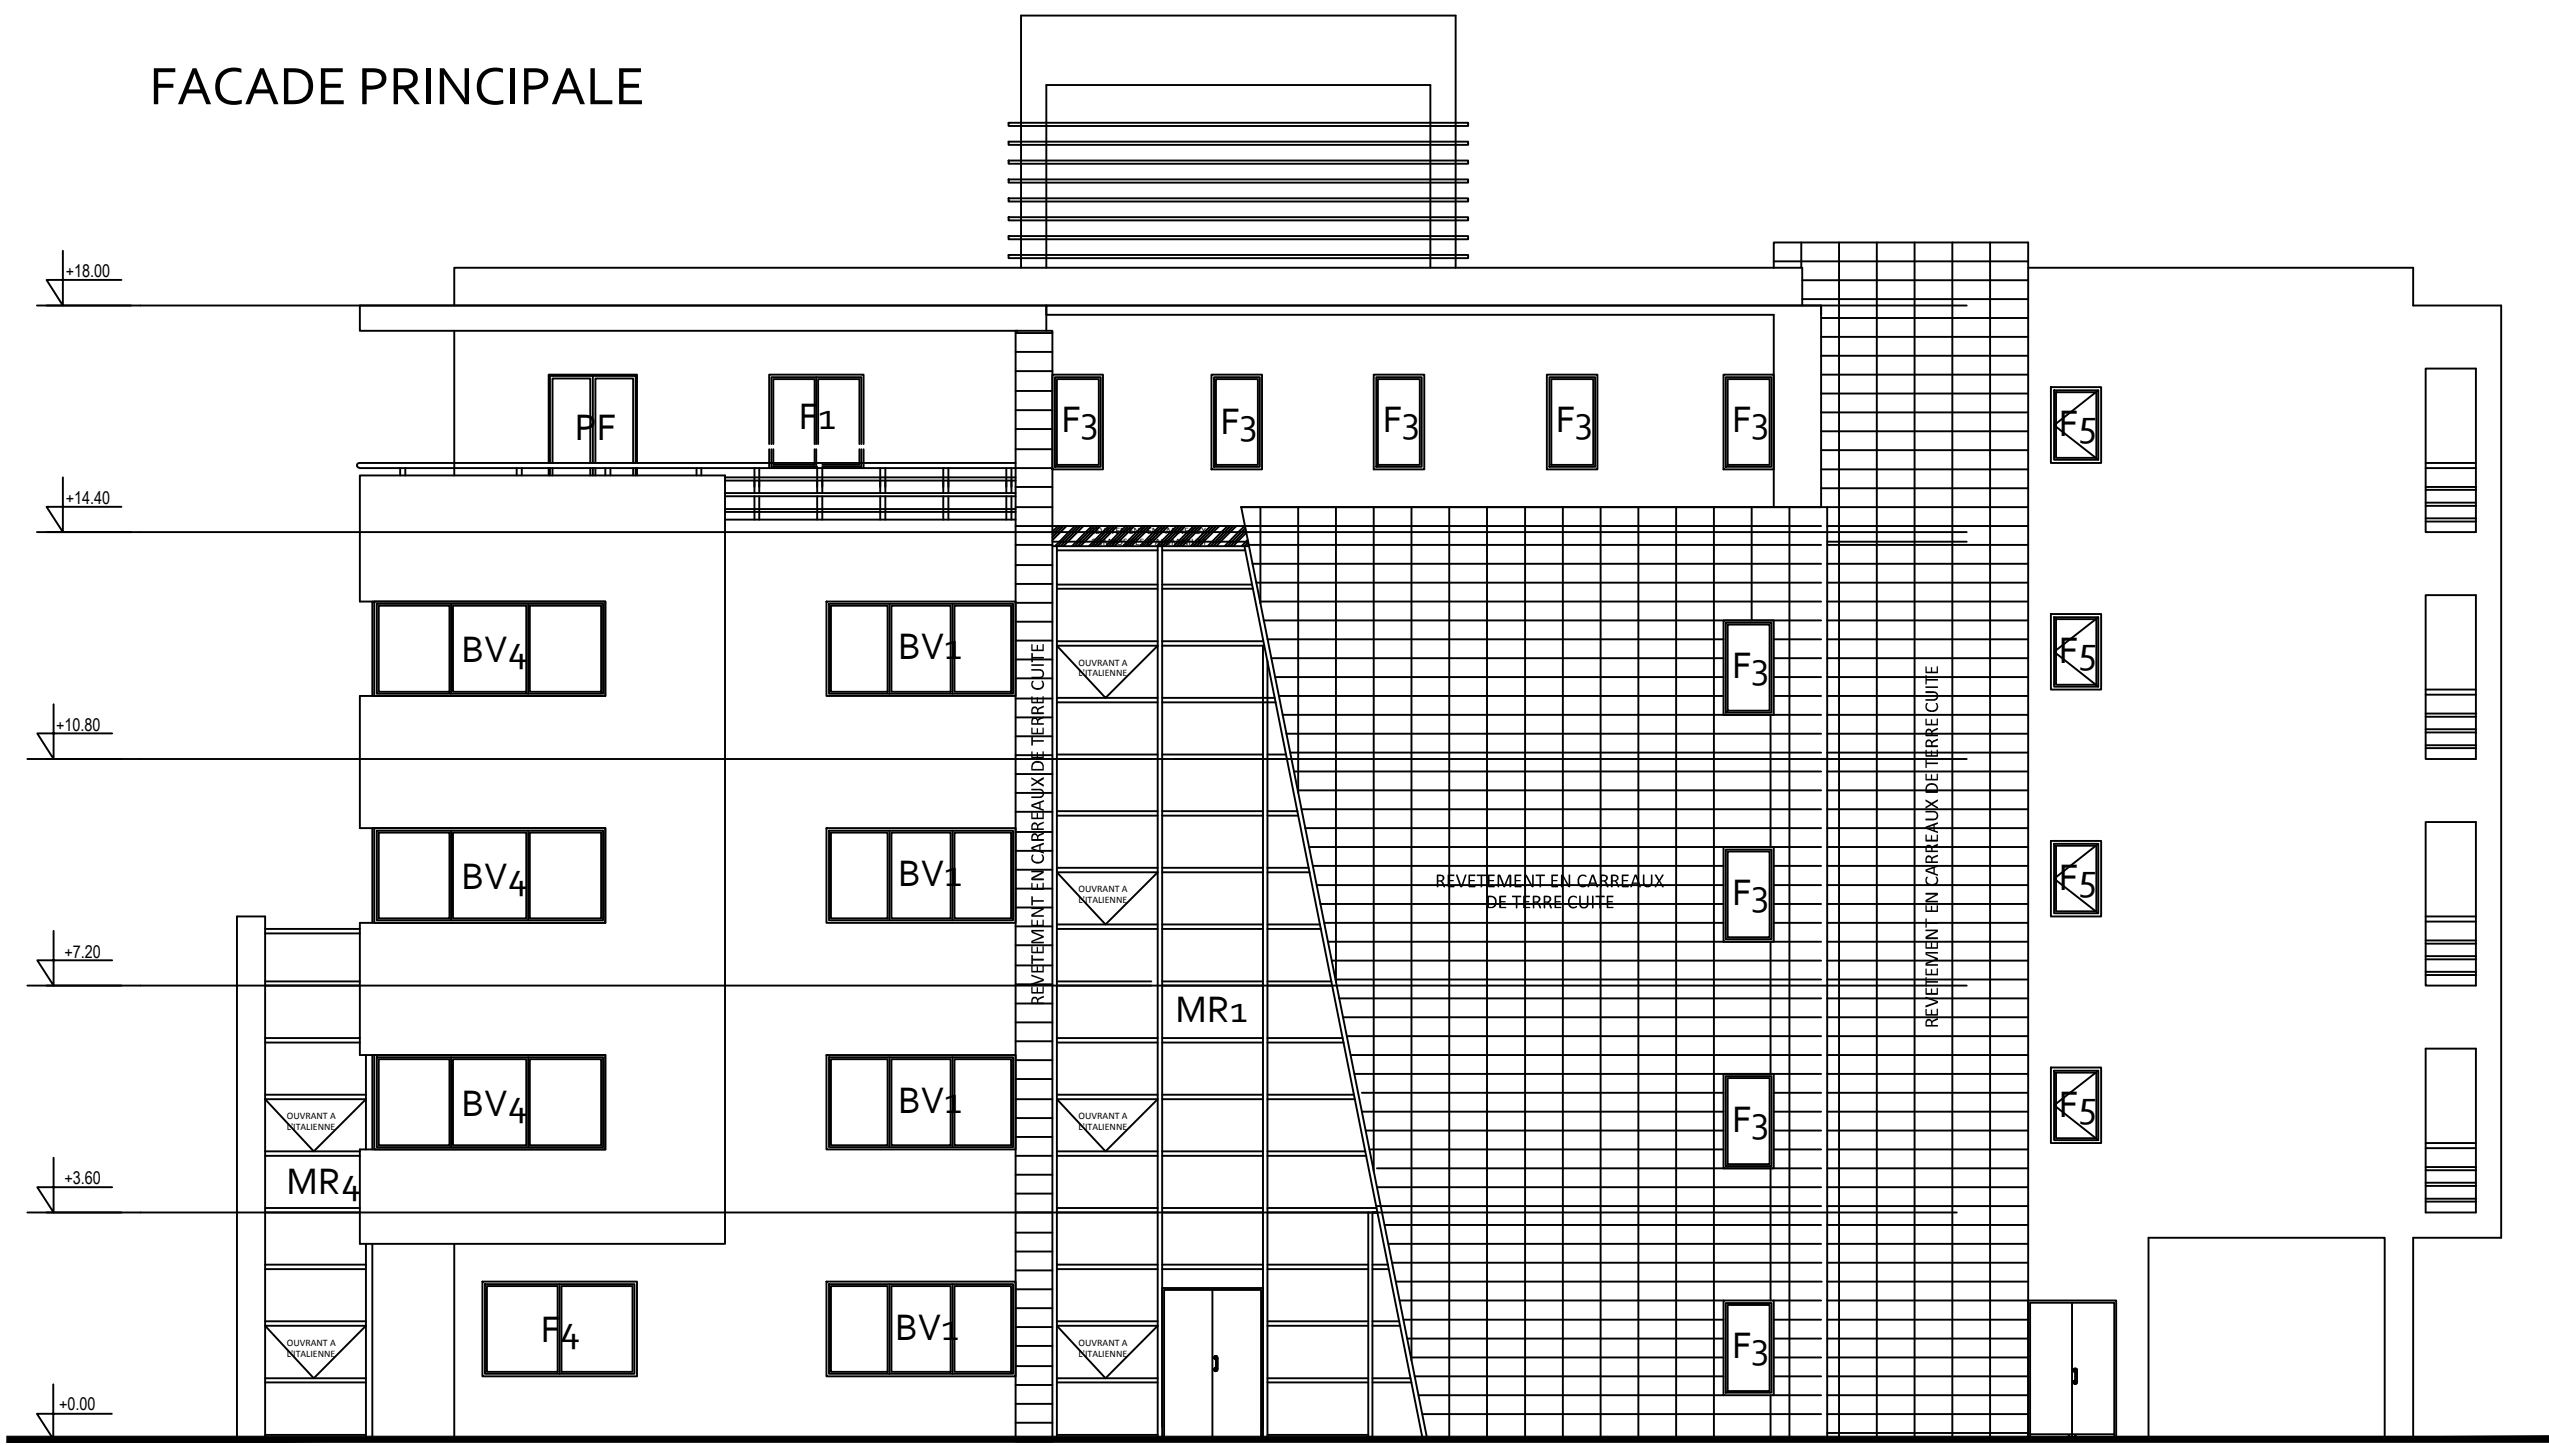 FACADE PRINCIPALE
+18.00
PF
F1
F3
F3
F3
F3
F3
F5
+14.40
BV4
BV1
OUVRANT A
L'ITALIENNE
F3
F5
+10.80
REVETEMENT EN CARREAUX DE TERRE CUITE
REVETEMENT EN CARREAUX DE TERRE CUITE
BV4
BV1
OUVRANT A
L'ITALIENNE
REVETEMENT EN CARREAUX
DE TERRE CUITE
F3
F5
+7.20
MR1
BV4
BV1
OUVRANT A
L'ITALIENNE
OUVRANT A
L'ITALIENNE
F3
F5
+3.60
MR4
F4
BV1
OUVRANT A
L'ITALIENNE
OUVRANT A
L'ITALIENNE
F3
+0.00